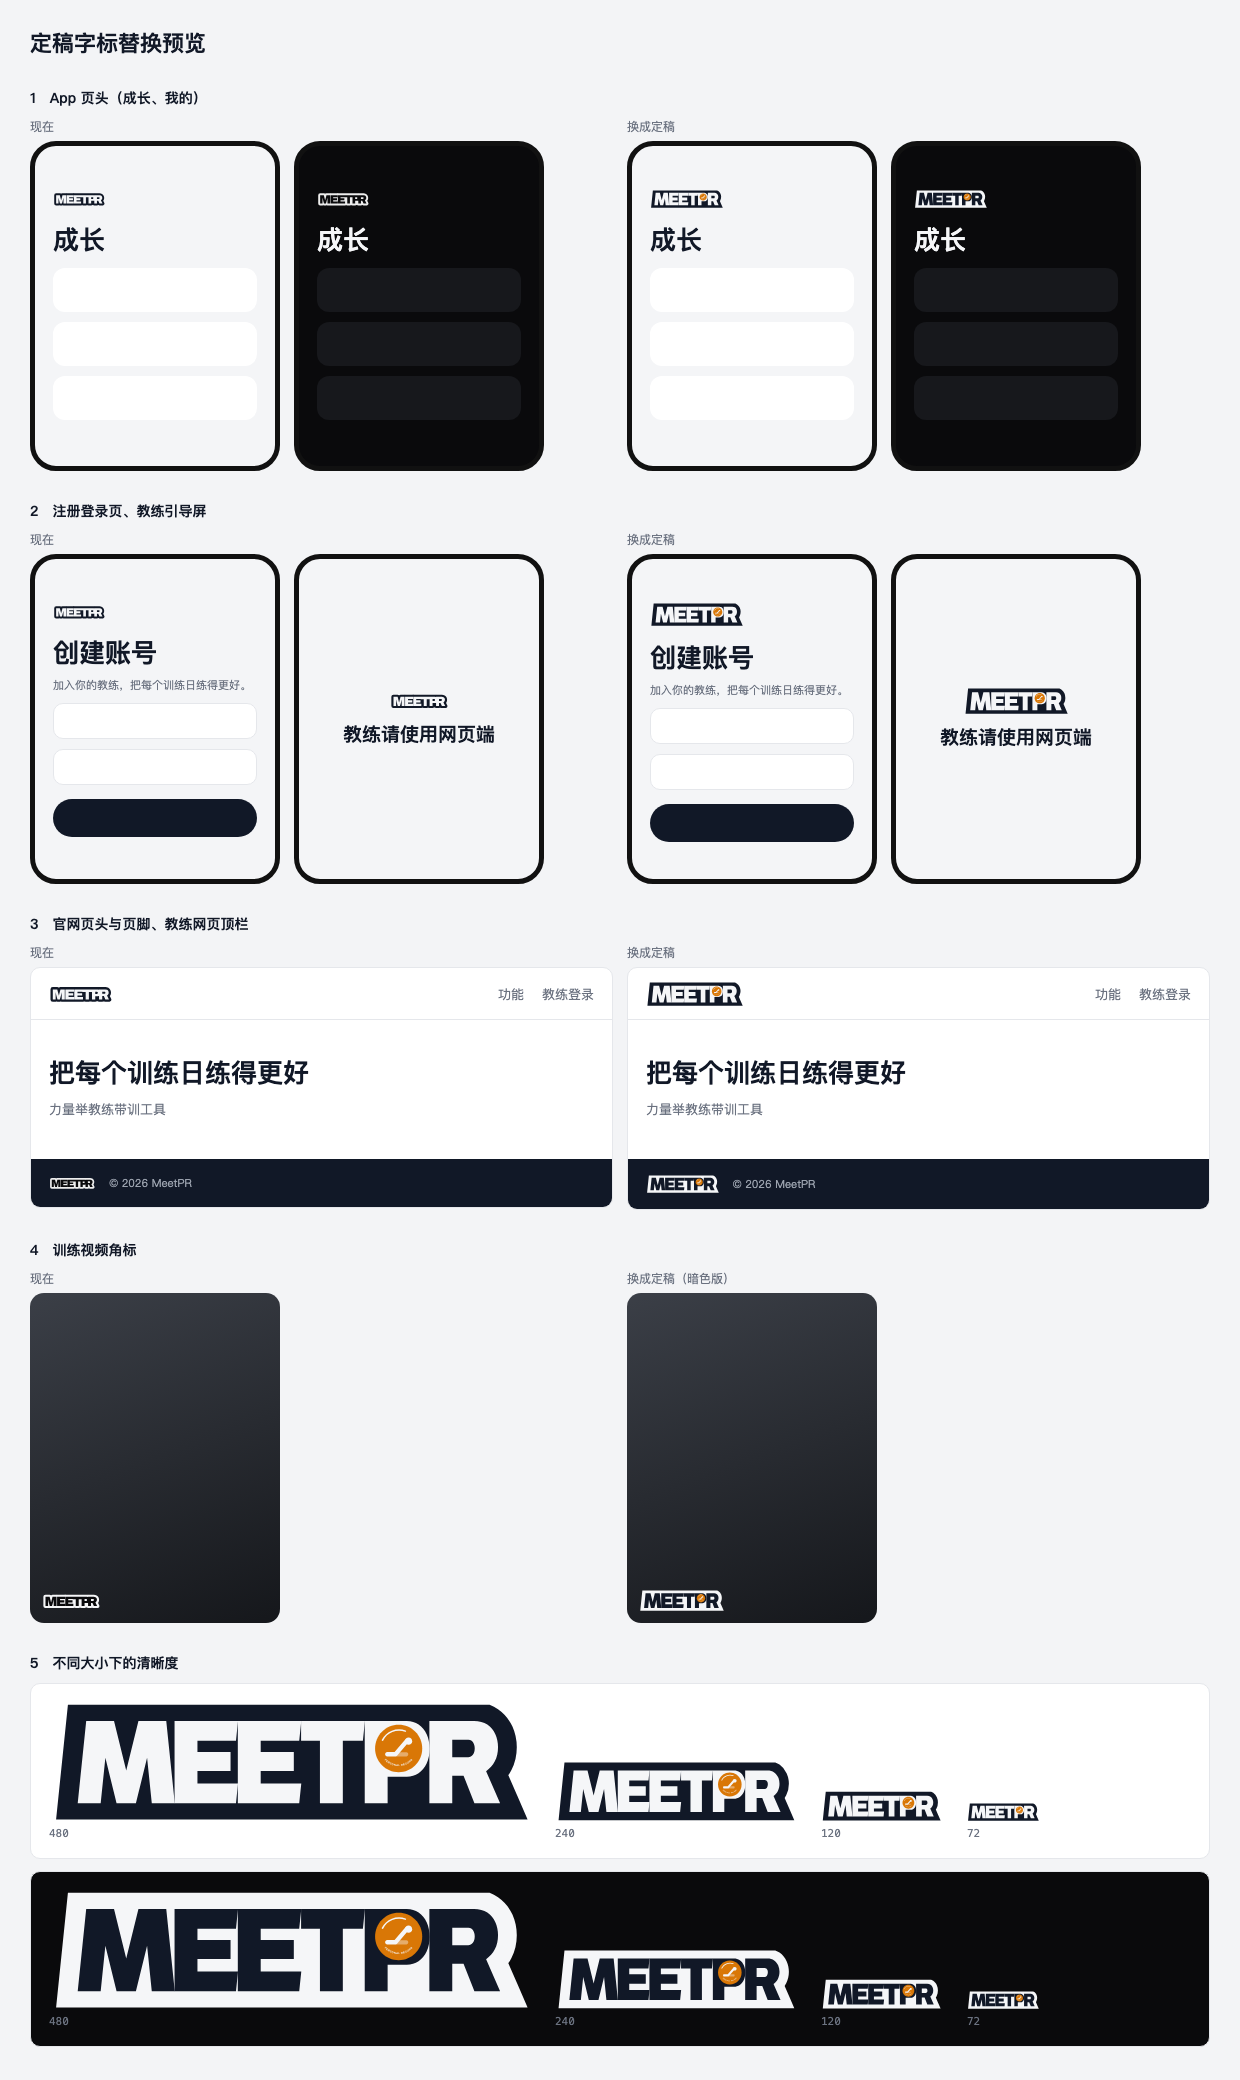 定稿字标替换预览
1 App 页头（成长、我的）
现在
换成定稿
MEETPR
MEETPR
MEETPR
MEETPR
成长
成长
成长
成长
2 注册登录页、教练引导屏
现在
换成定稿
MEETPR
创建账号
加入你的教练，把每个训练日练得更好。
MEETPR
教练请使用网页端
MEETPR
创建账号
加入你的教练，把每个训练日练得更好。
MEETPR
教练请使用网页端
3 官网页头与页脚、教练网页顶栏
现在
换成定稿
MEETPR
功能 教练登录
MEETPR
功能 教练登录
把每个训练日练得更好
力量举教练带训工具
把每个训练日练得更好
力量举教练带训工具
MEETPR © 2026 MeetPR
MEETPR © 2026 MeetPR
4 训练视频角标
现在
换成定稿（暗色版）
MEETPR
MEETPR
5 不同大小下的清晰度
MEETPR
MEETPR
MEETPR
MEETPR
480
240
120
72
MEETPR
MEETPR
MEETPR
MEETPR
480
240
120
72